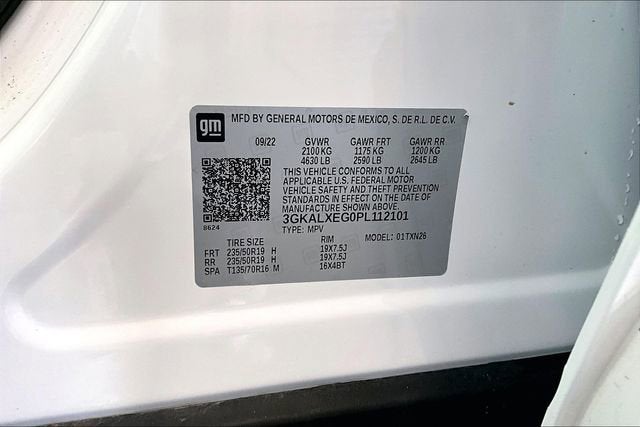 gm
MFD BY GENERAL MOTORS DE MEXICO, S. DE R.L. DE C.V.
09/22 GVWR GAWR FRT GAWR RR
2100 KG 1175 KG 1200 KG
4630 LB 2590 LB 2645 LB
THIS VEHICLE CONFORMS TO ALL
APPLICABLE U.S. FEDERAL MOTOR
VEHICLE SAFETY AND THEFT PREVENTION
STANDARDS IN EFFECT ON THE DATE OF
MANUFACTURE SHOWN ABOVE.
3GKALXEG0PL112101
8624
TYPE: MPV
TIRE SIZE RIM MODEL: 01TXN26
FRT 235/50R19 H 19X7.5J
RR 235/50R19 H 19X7.5J
SPA T135/70R16 M 16X4BT